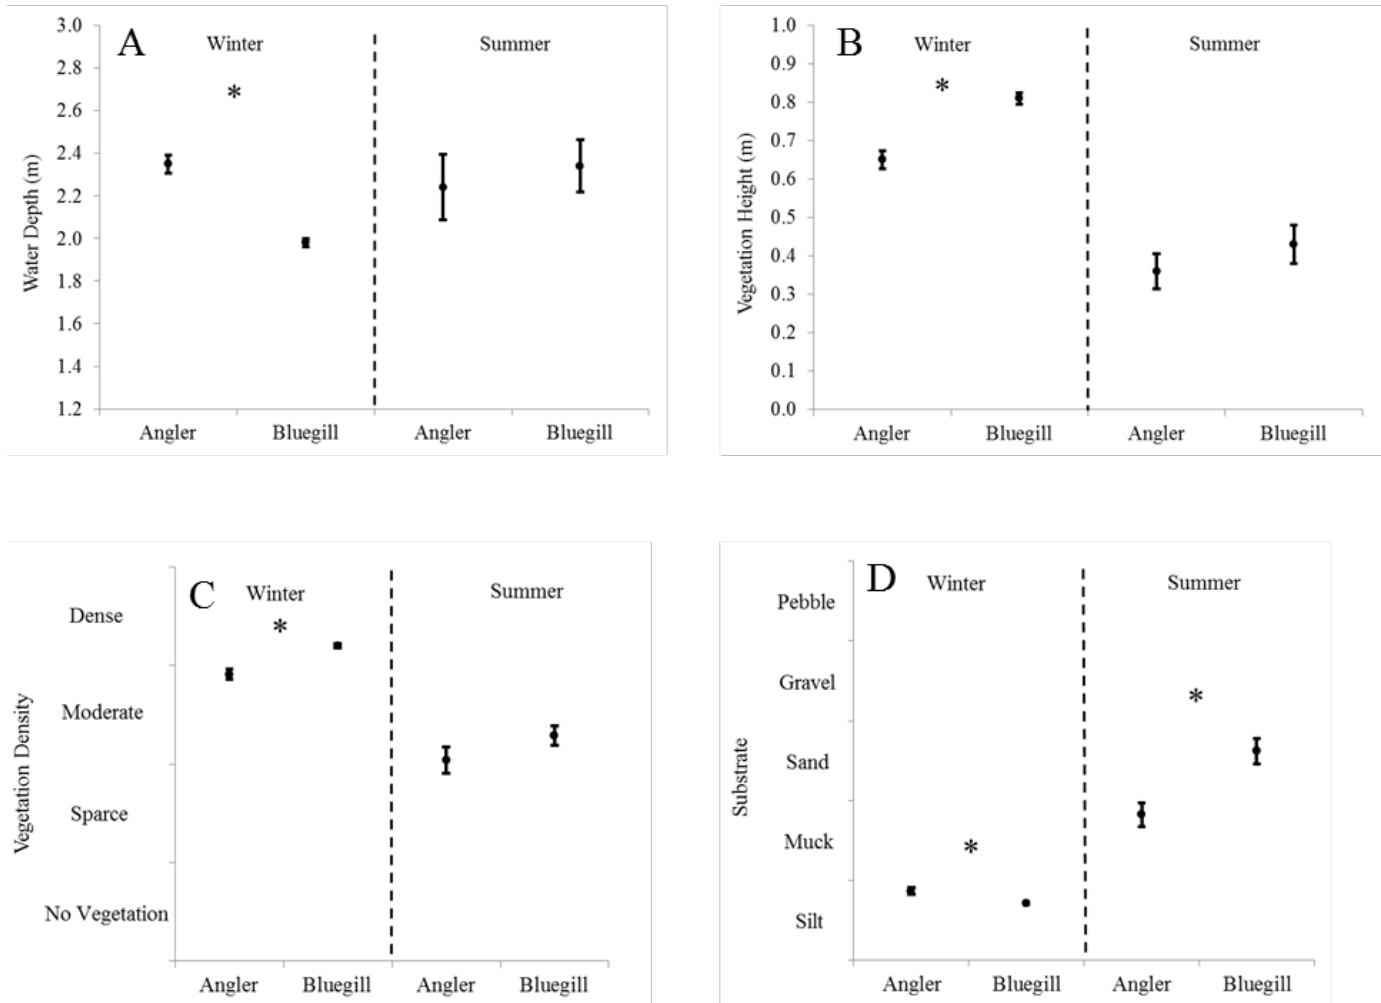 A
Winter
Summer
*
Water Depth (m)
3.0
2.8
2.6
2.4
2.2
2.0
1.8
1.6
1.4
1.2
Angler
Bluegill
Angler
Bluegill
B
Winter
Summer
*
Vegetation Height (m)
1.0
0.9
0.8
0.7
0.6
0.5
0.4
0.3
0.2
0.1
0.0
Angler
Bluegill
Angler
Bluegill
C
Winter
Summer
*
Vegetation Density
Dense
Moderate
Sparce
No Vegetation
Angler
Bluegill
Angler
Bluegill
D
Winter
Summer
*
*
Substrate
Pebble
Gravel
Sand
Muck
Silt
Angler
Bluegill
Angler
Bluegill